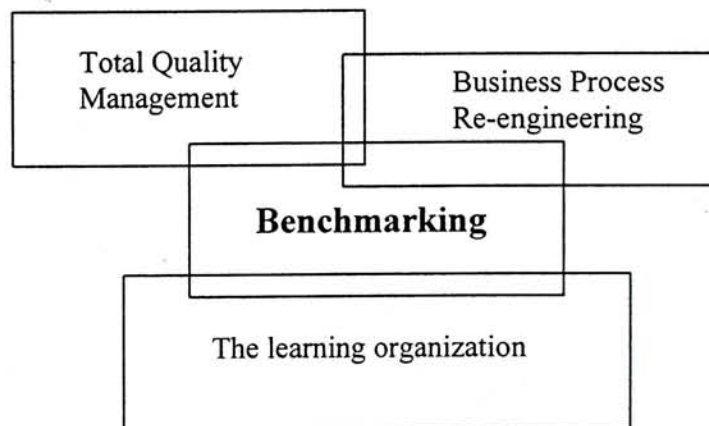 Total Quality
Management
Business Process
Re-engineering
Benchmarking
The learning organization